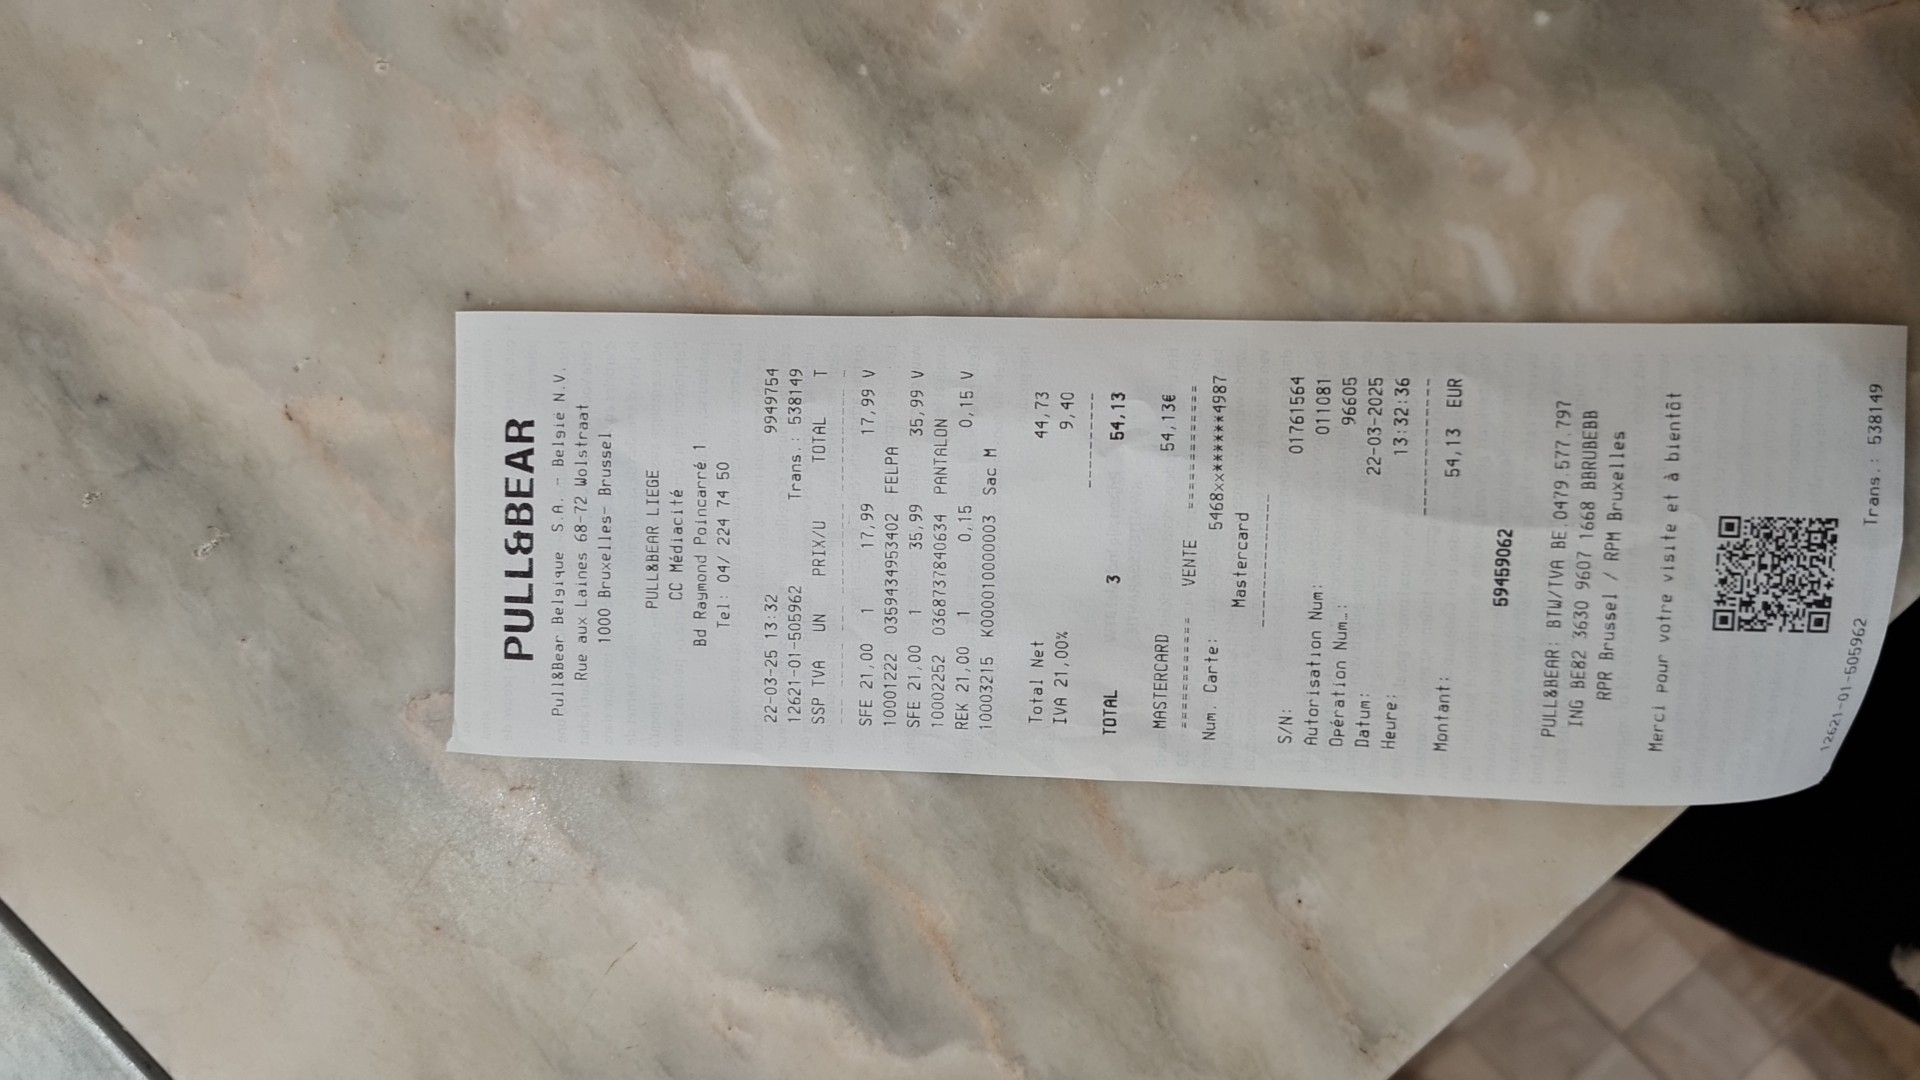 PULL&BEAR
Pull&Bear Belgique S.A. - België N.V.
Rue aux Laines 68-72 Wolstraat
1000 Bruxelles- Brussel
PULL&BEAR LIEGE
CC Médiacité
Bd Raymond Poincarré 1
Tel: 04/ 224 74 50
22-03-25 13:32 9949754
12621-01-505962 Trans.: 538149
SSP TVA UN PRIX/U TOTAL T
SFE 21,00 1 17,99 17,99 V
10001222 03594349953402 FELPA
SFE 21,00 1 35,99 35,99 V
10002252 0368737840634 PANTALON
REK 21,00 1 0,15 0,15 V
10003215 K000010000003 Sac M
Total Net 44,73
IVA 21,00% 9,40
----------
TOTAL 3 54,13
MASTERCARD 54,13€
=========== VENTE ============
Num. Carte: 5468xx******4987
Mastercard
--------------
S/N: 01761564
Autorisation Num: 011081
Opération Num.: 96605
Datum: 22-03-2025
Heure: 13:32:36
--------------
Montant: 54,13 EUR
59469062
PULL&BEAR: BTW/TVA BE 0479.577.797
ING BE82 3630 9607 1668 BBRUBEBB
RPR Brussel / RPM Bruxelles
Merci pour votre visite et à bientôt
12621-01-505962 Trans.: 538149